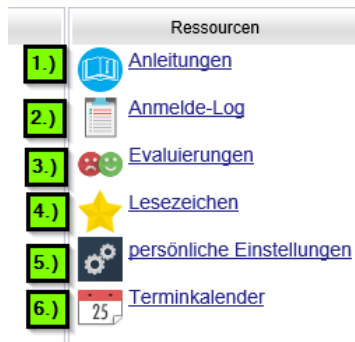 Ressourcen
1.) Anleitungen
2.) Anmelde-Log
3.) Evaluierungen
4.) Lesezeichen
5.) persönliche Einstellungen
6.) 25 Terminkalender